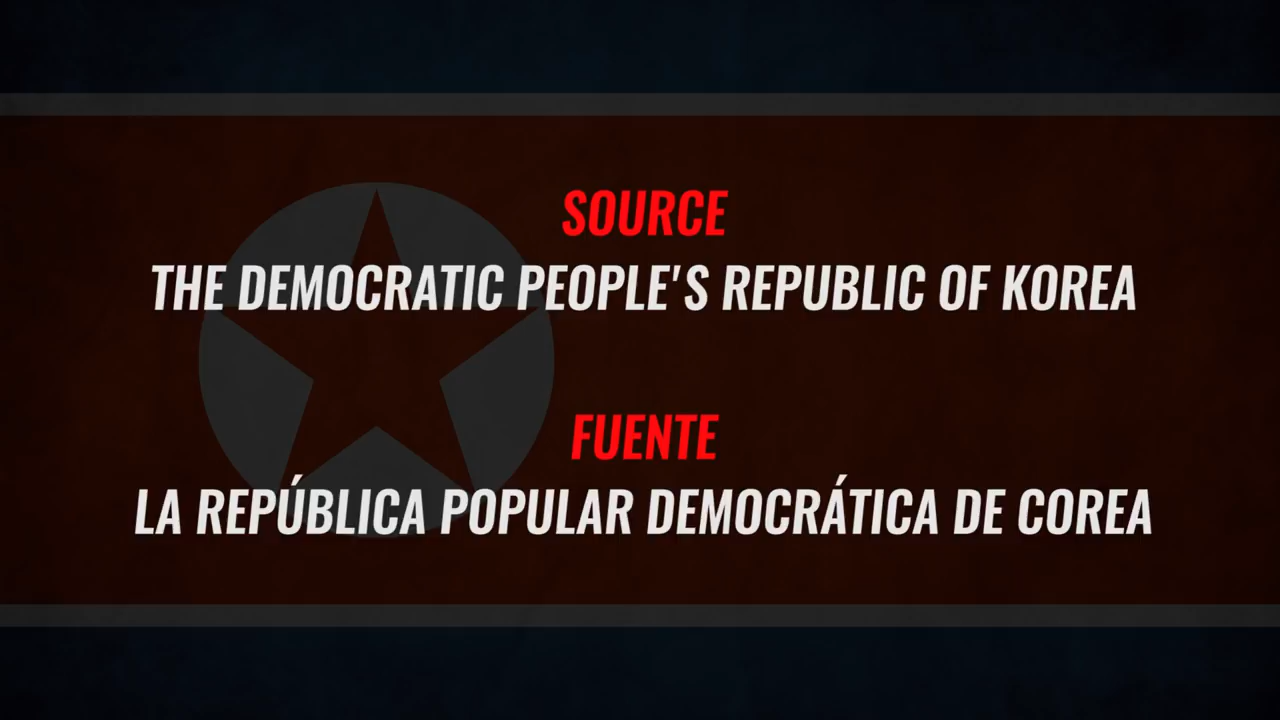 SOURCE
THE DEMOCRATIC PEOPLE'S REPUBLIC OF KOREA
FUENTE
LA REPÚBLICA POPULAR DEMOCRÁTICA DE COREA